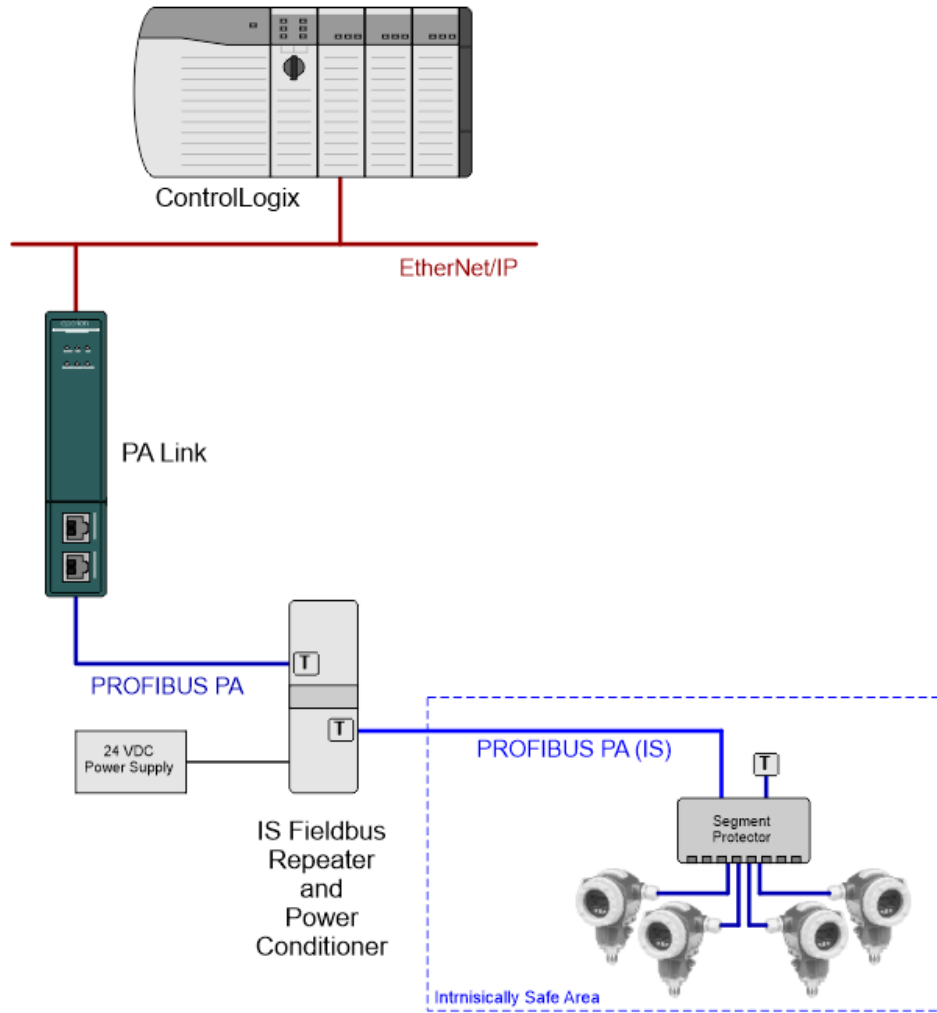 ControlLogix
EtherNet/IP
aparian
PA Link
T
PROFIBUS PA
T
PROFIBUS PA (IS)
24 VDC
Power Supply
T
Segment
Protector
IS Fieldbus
Repeater
and
Power
Conditioner
Intrnisically Safe Area